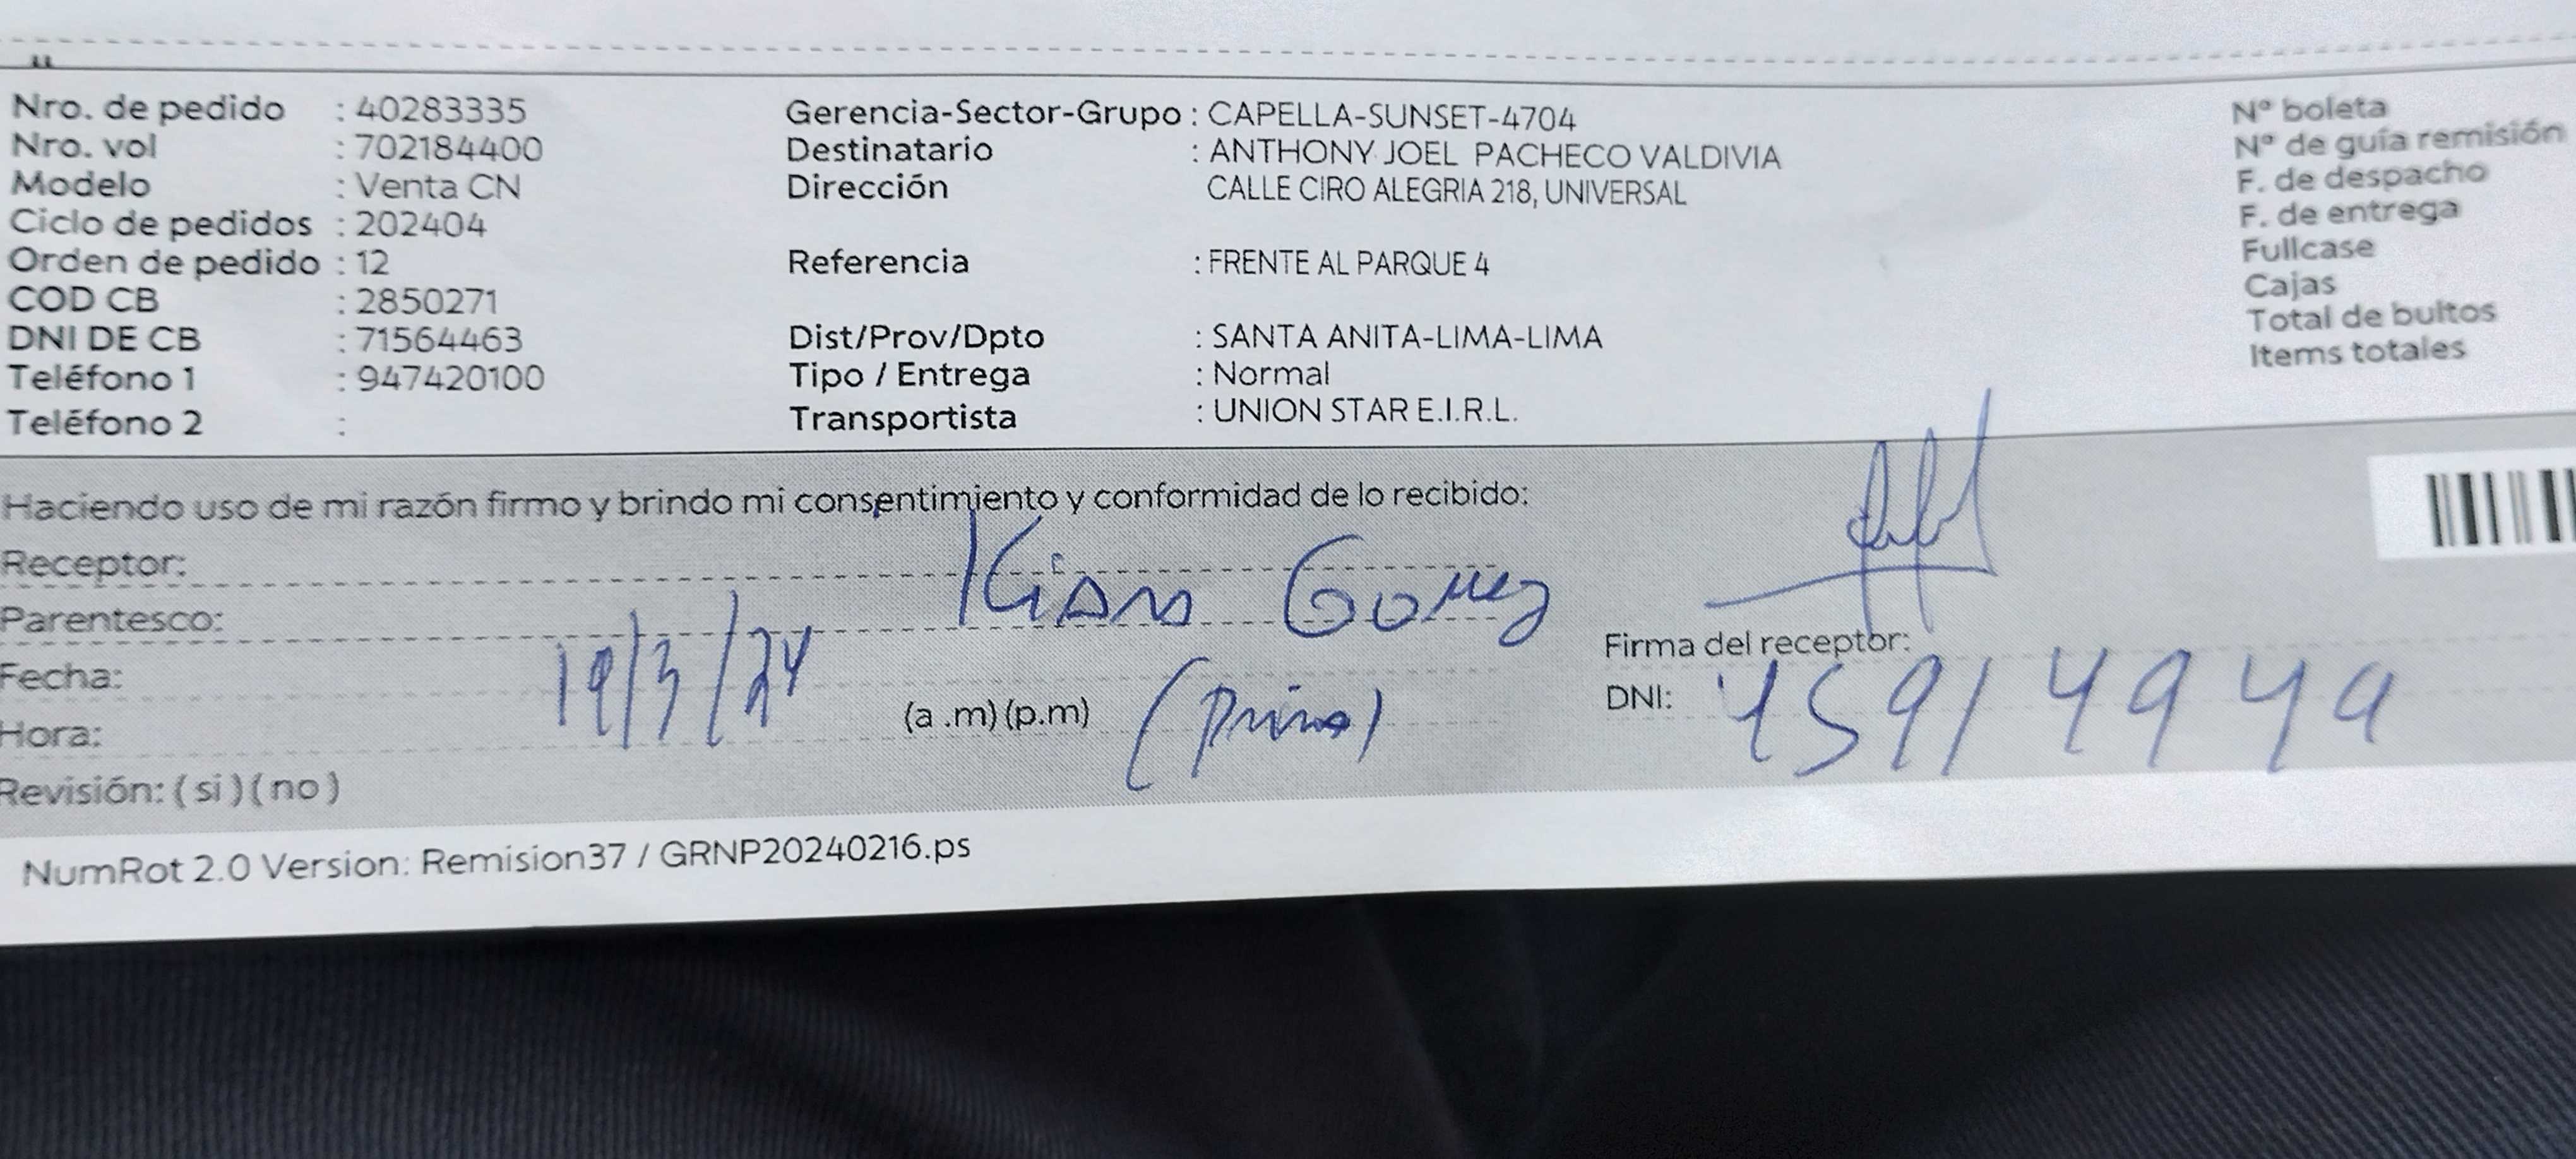 Nro. de pedido : 40283335
Nro. vol : 702184400
Modelo : Venta CN
Ciclo de pedidos : 202404
Orden de pedido : 12
COD CB : 2850271
DNI DE CB : 71564463
Teléfono 1 : 947420100
Teléfono 2 :
Gerencia-Sector-Grupo : CAPELLA-SUNSET-4704
Destinatario : ANTHONY JOEL PACHECO VALDIVIA
Dirección CALLE CIRO ALEGRIA 218, UNIVERSAL
Referencia : FRENTE AL PARQUE 4
Dist/Prov/Dpto : SANTA ANITA-LIMA-LIMA
Tipo / Entrega : Normal
Transportista : UNION STAR E.I.R.L.
Nº boleta
Nº de guía remisión
F. de despacho
F. de entrega
Fullcase
Cajas
Total de bultos
Items totales
Haciendo uso de mi razón firmo y brindo mi consentimiento y conformidad de lo recibido:
Receptor: Gomez
Parentesco:
Fecha: 19/3/24
Hora: (a .m) (p.m)
Revisión: ( si ) ( no )
Firma del receptor:
DNI: 45914949
NumRot 2.0 Version: Remision37 / GRNP20240216.ps